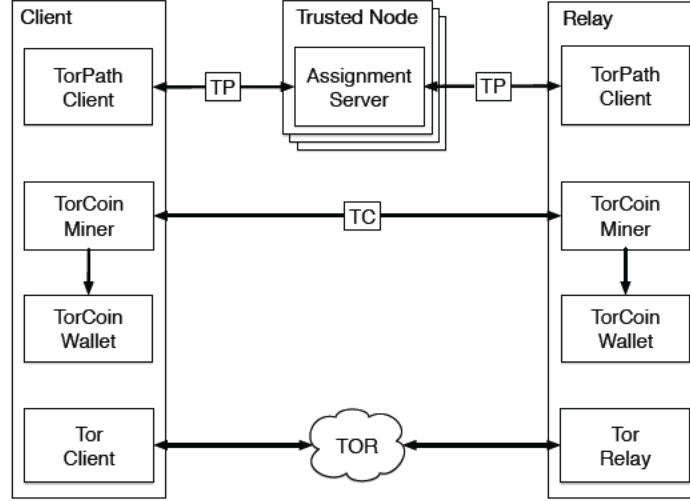 Client
Trusted Node
Relay
TorPath
Client
TP
Assignment
Server
TP
TorPath
Client
TorCoin
Miner
TC
TorCoin
Miner
TorCoin
Wallet
TorCoin
Wallet
Tor
Client
TOR
Tor
Relay